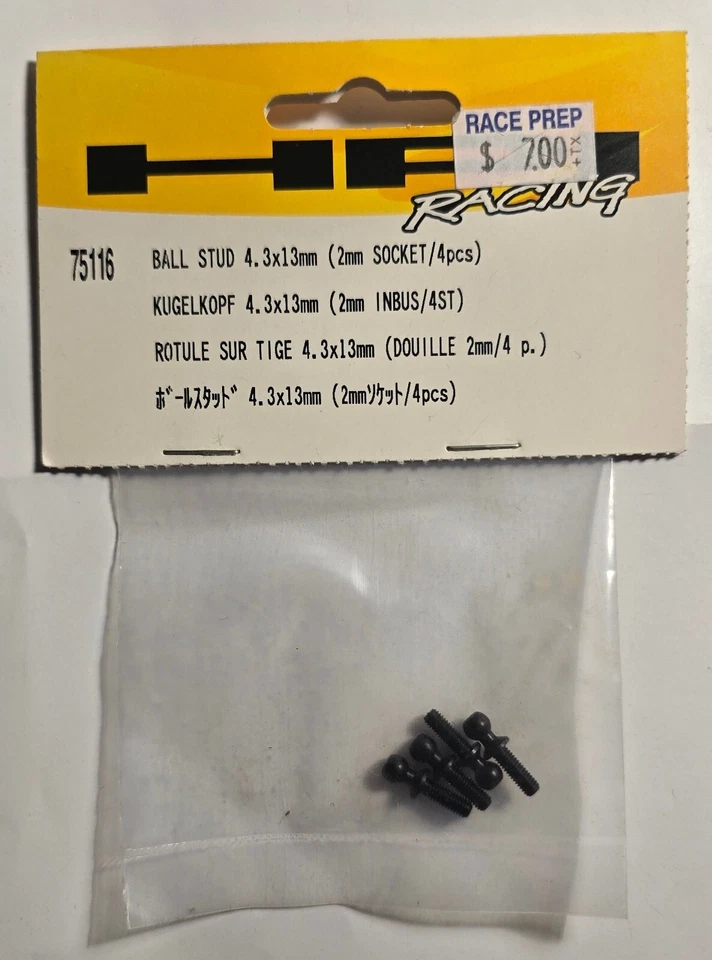 RACE PREP
$ 7.00 +TX
HPI
RACING
75116 BALL STUD 4.3x13mm (2mm SOCKET/4pcs)
KUGELKOPF 4.3x13mm (2mm INBUS/4ST)
ROTULE SUR TIGE 4.3x13mm (DOUILLE 2mm/4 p.)
ﾎﾞｰﾙｽﾀｯﾄﾞ 4.3x13mm (2mmｿｹｯﾄ/4pcs)